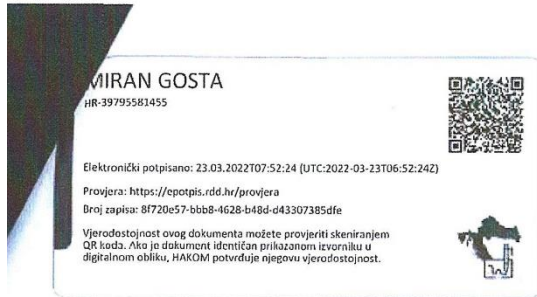 MIRAN GOSTA
HR-39795581455
Elektronički potpisano: 23.03.2022T07:52:24 (UTC:2022-03-23T06:52:24Z)
Provjera: https://epotpis.rdd.hr/provjera
Broj zapisa: 8f720e57-bbb8-4628-b48d-d43307385dfe
Vjerodostojnost ovog dokumenta možete provjeriti skeniranjem
QR koda. Ako je dokument identičan prikazanom izvorniku u
digitalnom obliku, HAKOM potvrđuje njegovu vjerodostojnost.